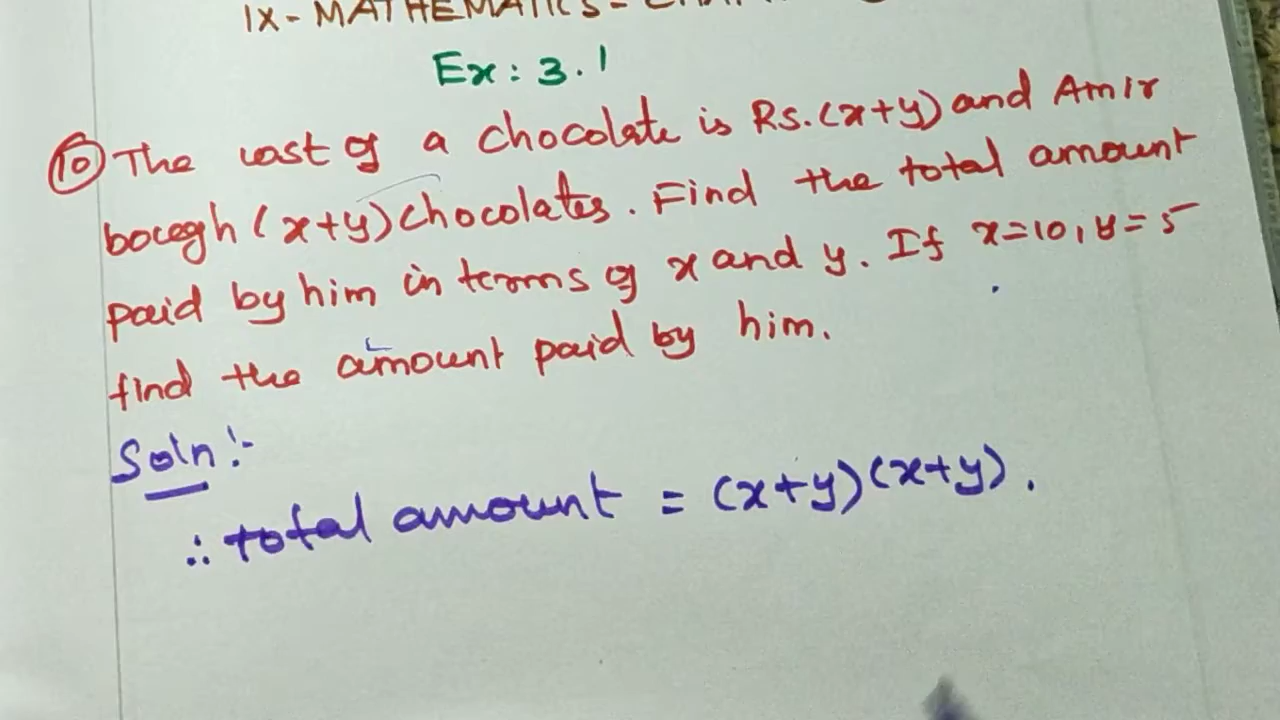 IX - MATHEMATICS -
Ex: 3.1
(10) The cost of a chocolate is Rs. (x+y) and Amir
bough (x+y) chocolates. Find the total amount
paid by him in terms of x and y. If x=10, y=5
find the amount paid by him.
Soln:-
∴ total amount = (x+y)(x+y).